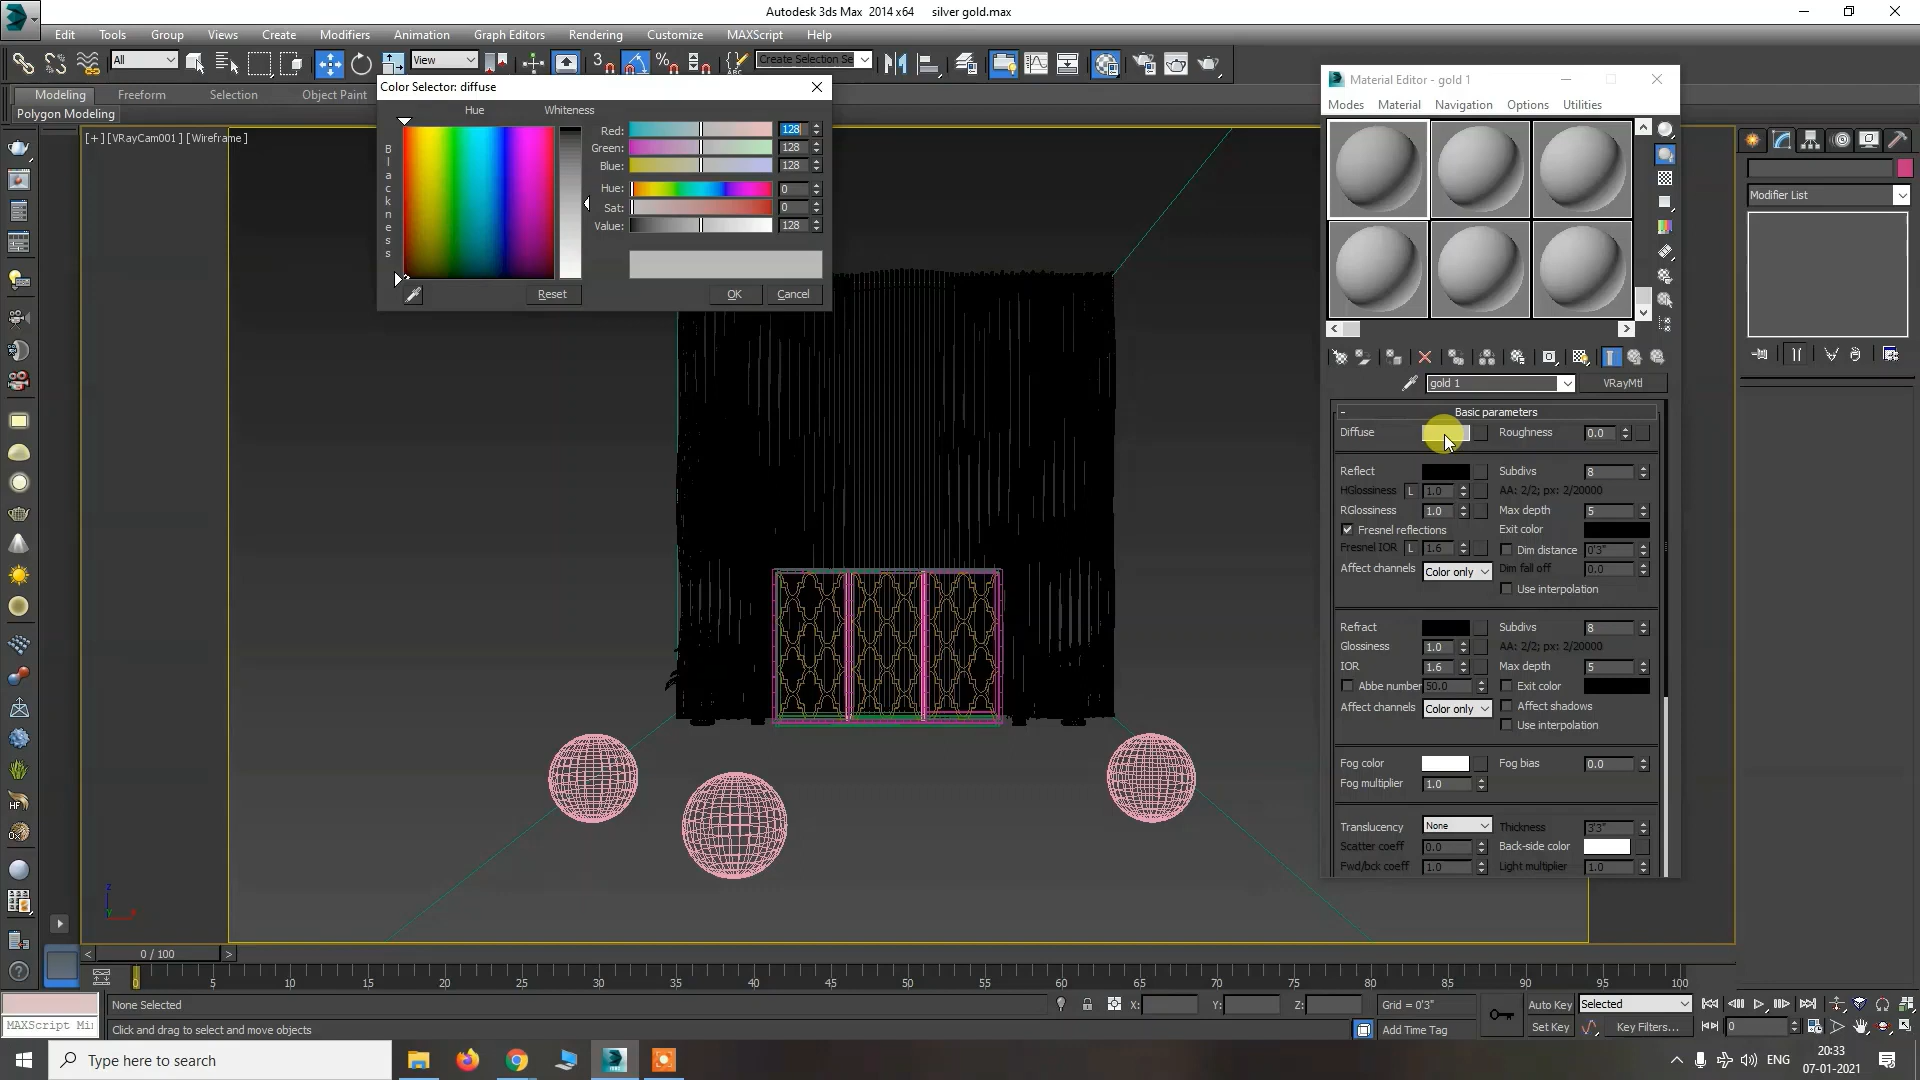 Autodesk 3ds Max 2014 x64 silver gold.max
Edit Tools Group Views Create Modifiers Animation Graph Editors Rendering Customize MAXScript Help
All
View
Create Selection Se
Modeling Freeform Selection Object Paint
Polygon Modeling
[+] [VRayCam001] [Wireframe]
Color Selector: diffuse
Hue Whiteness
Blackness
Red: 128
Green: 128
Blue: 128
Hue: 0
Sat: 0
Value: 128
Reset OK Cancel
Material Editor - gold 1
Modes Material Navigation Options Utilities
gold 1 VRayMtl
- Basic parameters
Diffuse Roughness 0.0
Reflect Subdivs 8
HGlossiness L 1.0 AA: 2/2; px: 2/20000
RGlossiness 1.0 Max depth 5
Fresnel reflections Exit color
Fresnel IOR L 1.6 Dim distance 0'3"
Affect channels Color only Dim fall off 0.0
Use interpolation
Refract Subdivs 8
Glossiness 1.0 AA: 2/2; px: 2/20000
IOR 1.6 Max depth 5
Abbe number 50.0 Exit color
Affect channels Color only Affect shadows
Use interpolation
Fog color Fog bias 0.0
Fog multiplier 1.0
Translucency None Thickness 3'3"
Scatter coeff 0.0 Back-side color
Fwd/bck coeff 1.0 Light multiplier 1.0
Modifier List
HF
0 / 100
0 5 10 15 20 25 30 35 40 45 50 55 60 65 70 75 80 85 90 95 100
None Selected X: Y: Z: Grid = 0'3" Auto Key Selected
MAXScript Mi
Click and drag to select and move objects Add Time Tag Set Key Key Filters... 0
Type here to search
ENG
20:33
07-01-2021